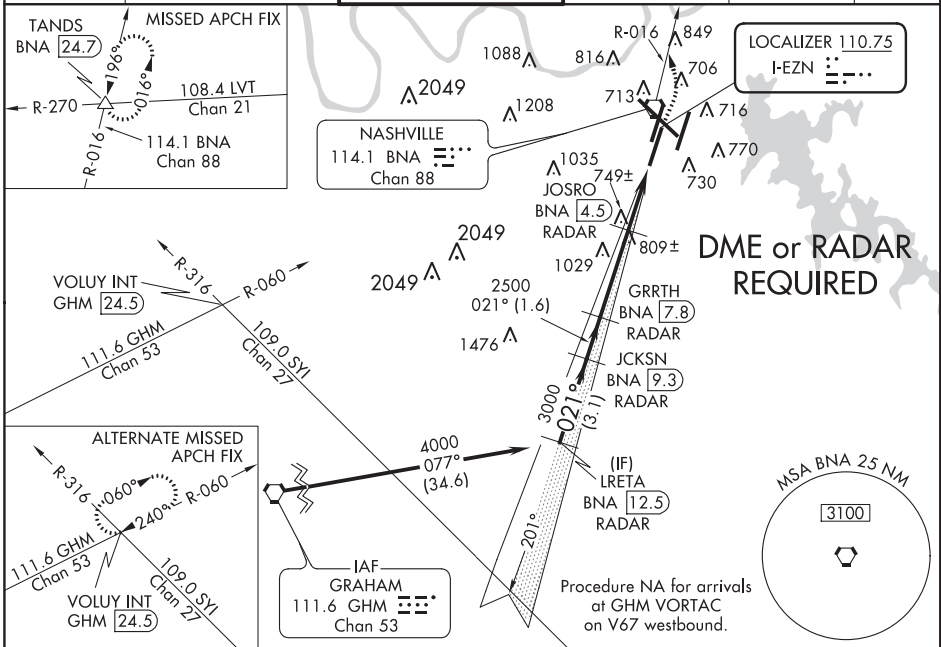 TANDS
BNA 24.7
MISSED APCH FIX
196°
016°
R-270
108.4 LVT
Chan 21
R-016
114.1 BNA
Chan 88
2049
1088
816
R-016
849
706
713
716
770
730
1208
LOCALIZER 110.75
I-EZN
NASHVILLE
114.1 BNA
Chan 88
1035
749±
JOSRO
BNA 4.5
RADAR
809±
1029
2049
2049
DME or RADAR
REQUIRED
VOLUY INT
GHM 24.5
R-316
R-060
111.6 GHM
Chan 53
109.0 SYI
Chan 27
2500
021° (1.6)
1476
GRRTH
BNA 7.8
RADAR
JCKSN
BNA 9.3
RADAR
3000
021°
(3.1)
ALTERNATE MISSED
APCH FIX
R-316
060°
R-060
240°
111.6 GHM
Chan 53
109.0 SYI
Chan 27
VOLUY INT
GHM 24.5
4000
077°
(34.6)
(IF)
LRETA
BNA 12.5
RADAR
201°
IAF
GRAHAM
111.6 GHM
Chan 53
MSA BNA 25 NM
3100
Procedure NA for arrivals
at GHM VORTAC
on V67 westbound.